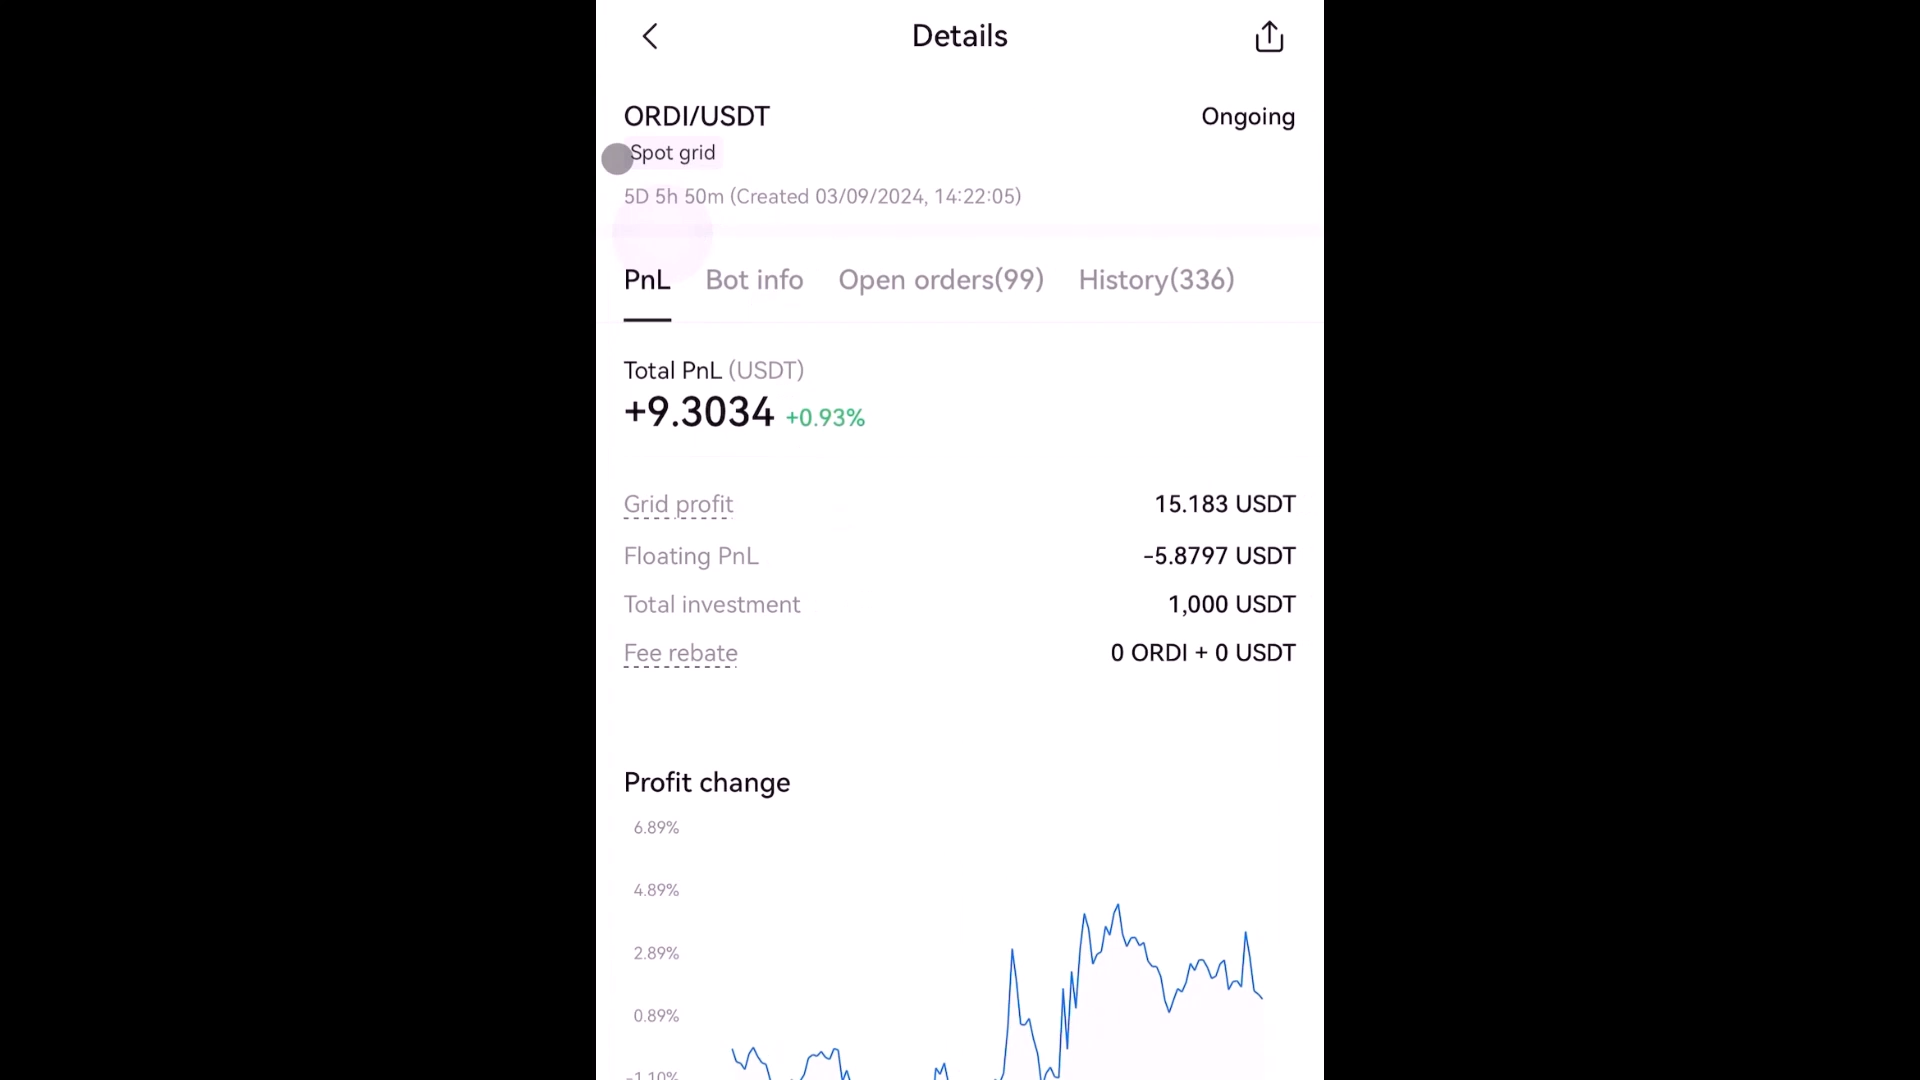 Details
ORDI/USDT Ongoing
Spot grid
5D 5h 50m (Created 03/09/2024, 14:22:05)
PnL Bot info Open orders(99) History(336)
Total PnL (USDT)
+9.3034 +0.93%
Grid profit 15.183 USDT
Floating PnL -5.8797 USDT
Total investment 1,000 USDT
Fee rebate 0 ORDI + 0 USDT
Profit change
6.89%
4.89%
2.89%
0.89%
-1.10%